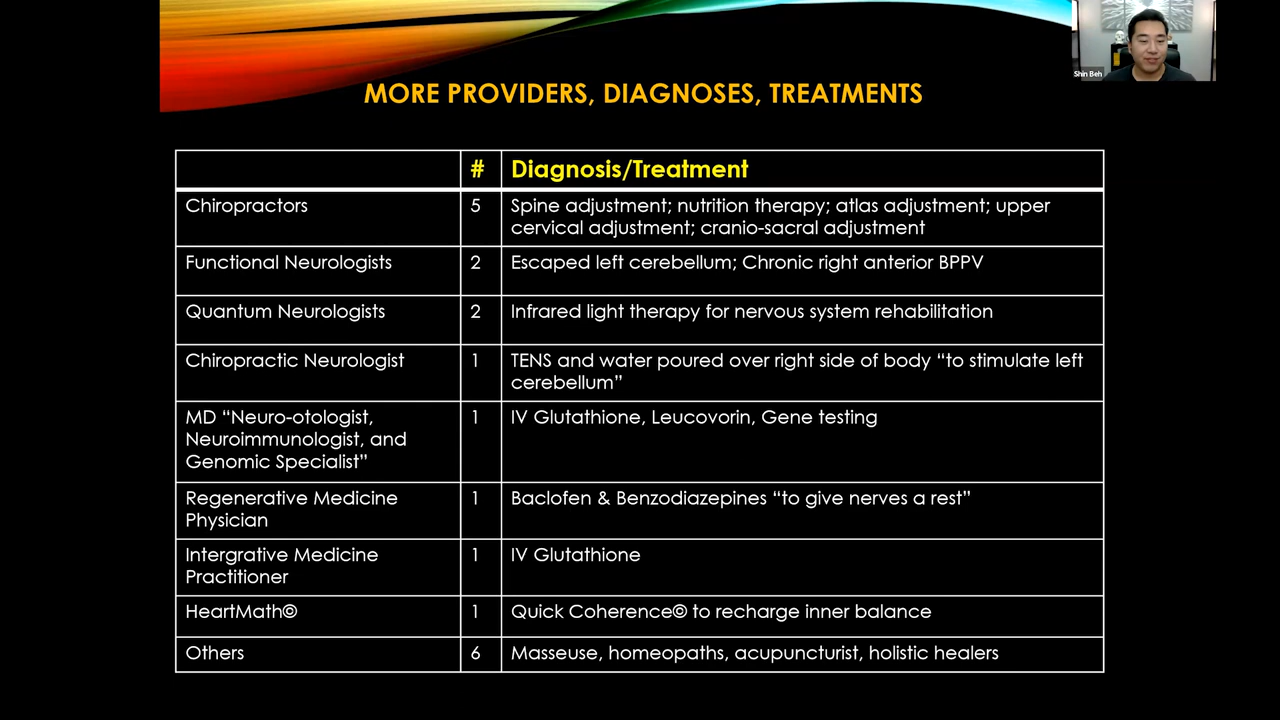 Shin Beh
MORE PROVIDERS, DIAGNOSES, TREATMENTS
# Diagnosis/Treatment
Chiropractors 5 Spine adjustment; nutrition therapy; atlas adjustment; upper
cervical adjustment; cranio-sacral adjustment
Functional Neurologists 2 Escaped left cerebellum; Chronic right anterior BPPV
Quantum Neurologists 2 Infrared light therapy for nervous system rehabilitation
Chiropractic Neurologist 1 TENS and water poured over right side of body “to stimulate left
cerebellum”
MD “Neuro-otologist, 1 IV Glutathione, Leucovorin, Gene testing
Neuroimmunologist, and
Genomic Specialist”
Regenerative Medicine 1 Baclofen & Benzodiazepines “to give nerves a rest”
Physician
Intergrative Medicine 1 IV Glutathione
Practitioner
HeartMath© 1 Quick Coherence© to recharge inner balance
Others 6 Masseuse, homeopaths, acupuncturist, holistic healers